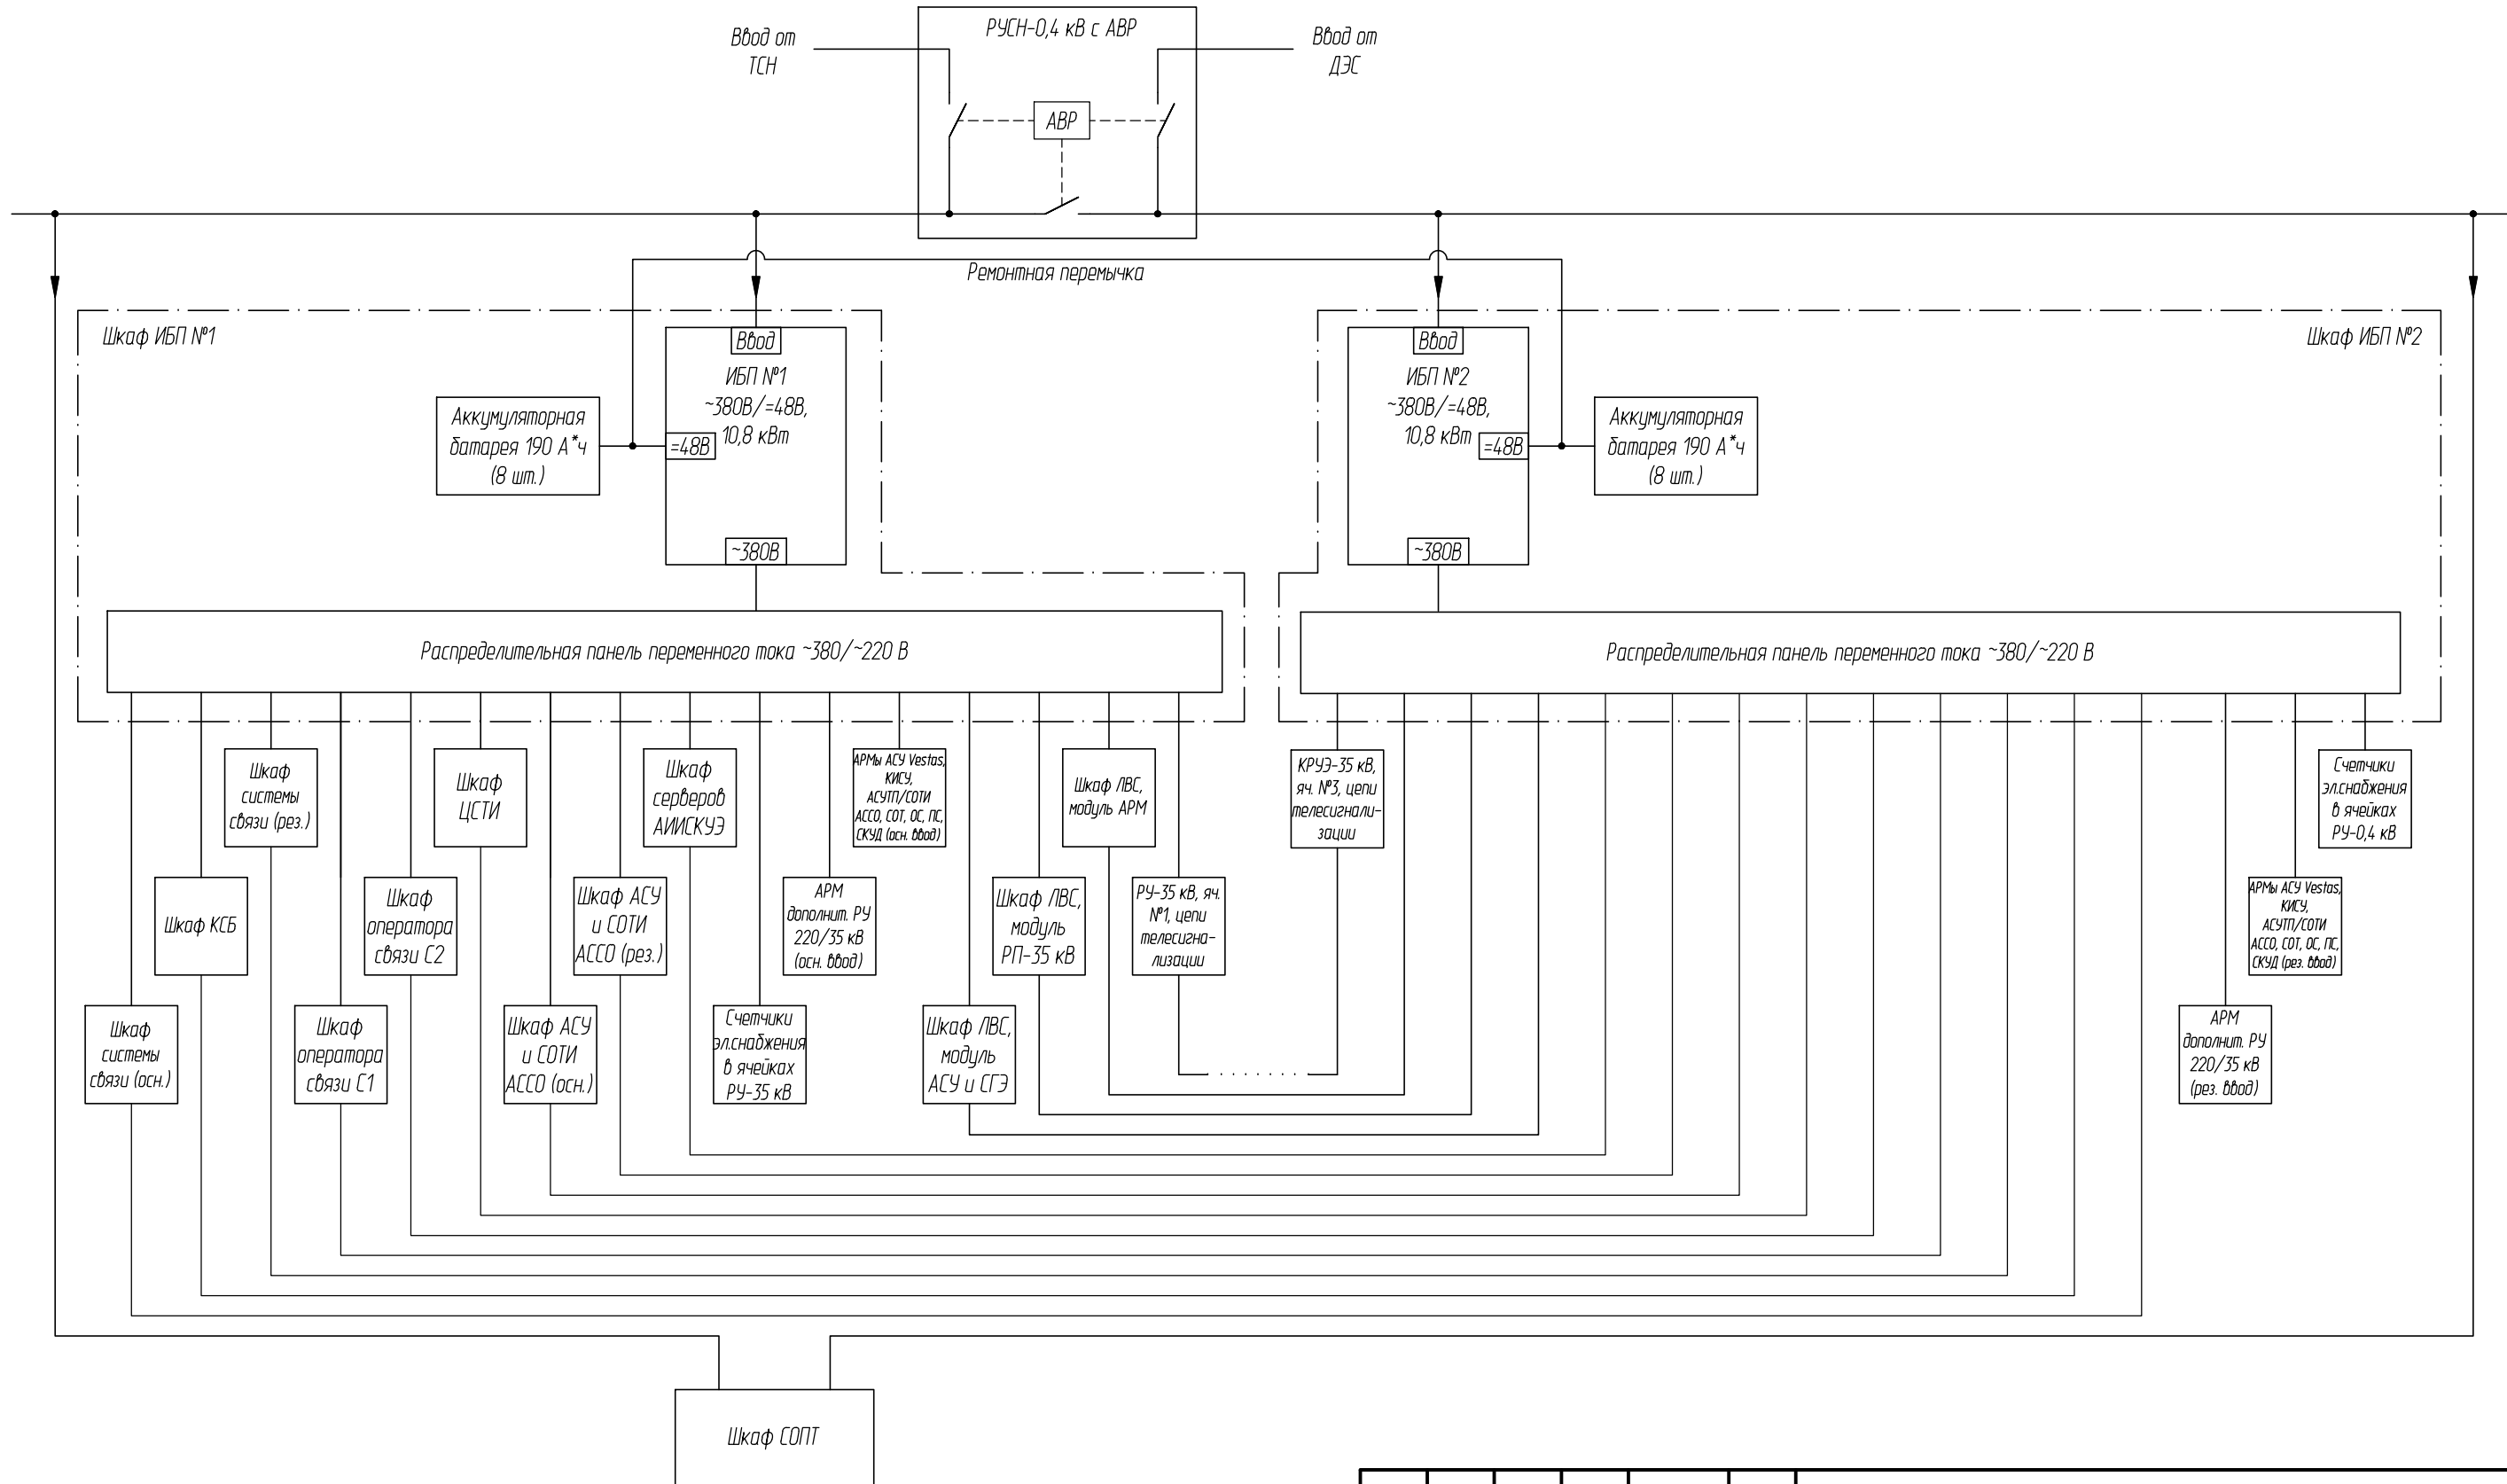 Ввод от
ТСН
РУСН-0,4 кВ с АВР
Ввод от
ДЭС
АВР
Ремонтная перемычка
Шкаф ИБП №1
Ввод
ИБП №1
~380В/=48В,
10,8 кВт
=48В
Аккумуляторная
батарея 190 А*ч
(8 шт.)
~380В
Распределительная панель переменного тока ~380/~220 В
Шкаф ИБП №2
Ввод
ИБП №2
~380В/=48В,
10,8 кВт
=48В
Аккумуляторная
батарея 190 А*ч
(8 шт.)
~380В
Распределительная панель переменного тока ~380/~220 В
Шкаф
системы
связи (осн.)
Шкаф КСБ
Шкаф
системы
связи (рез.)
Шкаф
оператора
связи С1
Шкаф
оператора
связи С2
Шкаф
ЦСТИ
Шкаф АСУ
и СОТИ
АССО (осн.)
Шкаф АСУ
и СОТИ
АССО (рез.)
Шкаф
серверов
АИИСКУЭ
Счетчики
эл.снабжения
в ячейках
РУ-35 кВ
АРМ
дополнит. РУ
220/35 кВ
(осн. ввод)
АРМы АСУ Vestas,
КИСУ,
АСУТП/СОТИ
АССО, СОТ, ОС, ПС,
СКУД (осн. ввод)
Шкаф ЛВС,
модуль
АСУ и СГЭ
Шкаф ЛВС,
модуль
РП-35 кВ
Шкаф ЛВС,
модуль АРМ
РУ-35 кВ, яч.
№1, цепи
телесигна-
лизации
КРУЭ-35 кВ,
яч. №3, цепи
телесигнали-
зации
АРМ
дополнит. РУ
220/35 кВ
(рез. ввод)
АРМы АСУ Vestas,
КИСУ,
АСУТП/СОТИ
АССО, СОТ, ОС, ПС,
СКУД (рез. ввод)
Счетчики
эл.снабжения
в ячейках
РУ-0,4 кВ
Шкаф СОПТ